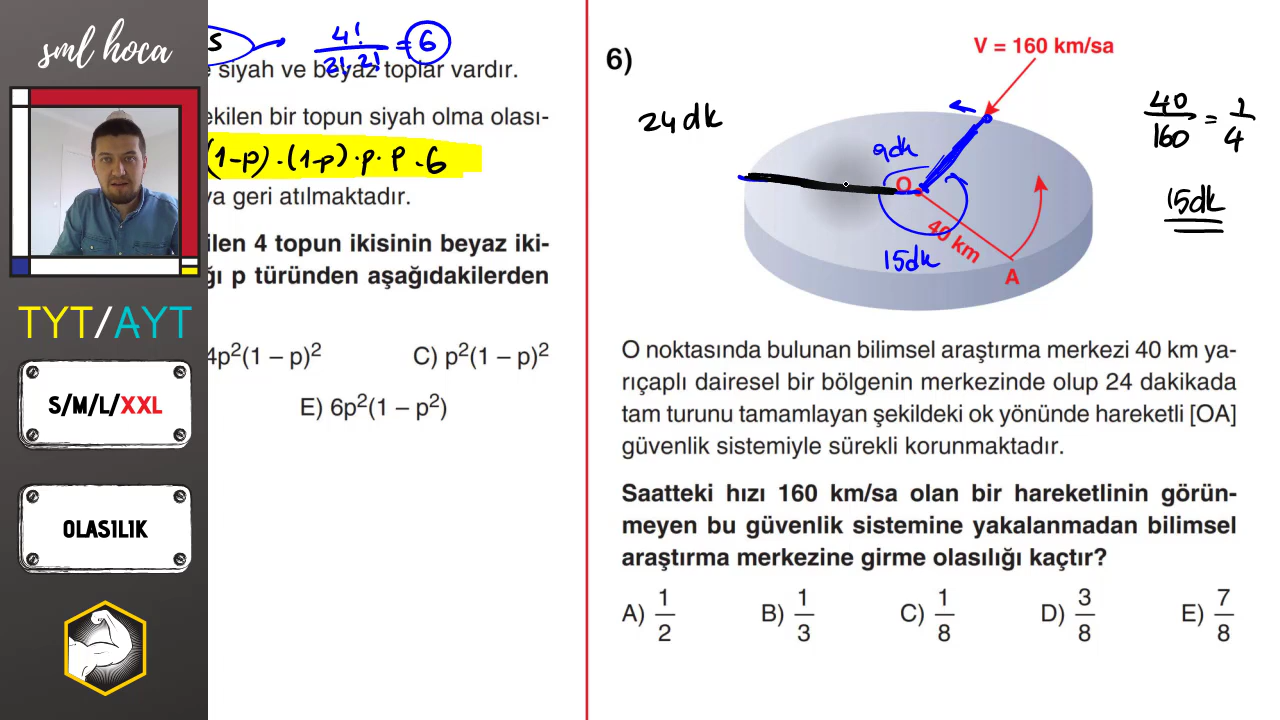 sml hoca
TYT/AYT
S/M/L/XXL
OLASILIK
S 4!/2! 2! = 6
siyah ve beyaz toplar vardır.
ekilen bir topun siyah olma olası-
(1-p) · (1-p) · p · p · 6
ya geri atılmaktadır.
ilen 4 topun ikisinin beyaz iki-
ğı p türünden aşağıdakilerden
4p²(1 – p)² C) p²(1 – p)²
E) 6p²(1 – p²)
6)
V = 160 km/sa
24 dk
40/160 = 1/4
15dk
9dk
O
40 km
15dk
A
O noktasında bulunan bilimsel araştırma merkezi 40 km ya-
rıçaplı dairesel bir bölgenin merkezinde olup 24 dakikada
tam turunu tamamlayan şekildeki ok yönünde hareketli [OA]
güvenlik sistemiyle sürekli korunmaktadır.
Saatteki hızı 160 km/sa olan bir hareketlinin görün-
meyen bu güvenlik sistemine yakalanmadan bilimsel
araştırma merkezine girme olasılığı kaçtır?
A) 1/2 B) 1/3 C) 1/8 D) 3/8 E) 7/8